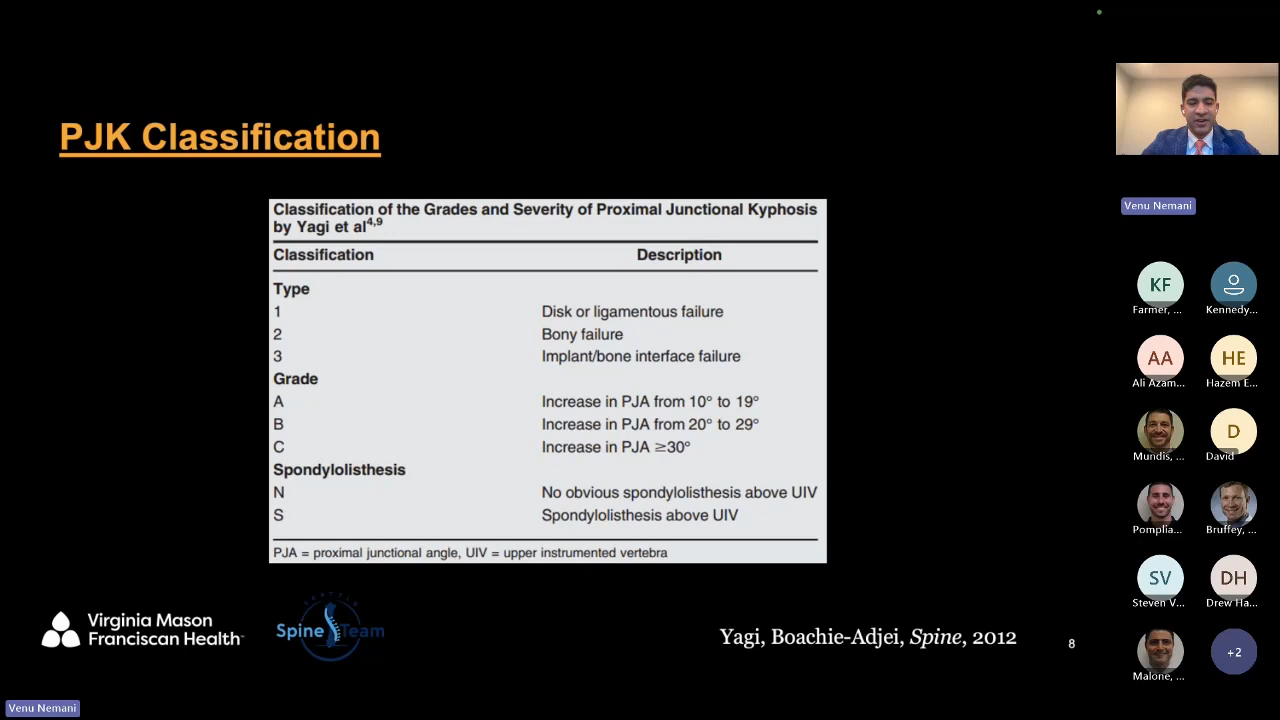 PJK Classification
Classification of the Grades and Severity of Proximal Junctional Kyphosis
by Yagi et al4,9
Classification Description
Type
1 Disk or ligamentous failure
2 Bony failure
3 Implant/bone interface failure
Grade
A Increase in PJA from 10° to 19°
B Increase in PJA from 20° to 29°
C Increase in PJA ≥30°
Spondylolisthesis
N No obvious spondylolisthesis above UIV
S Spondylolisthesis above UIV
PJA = proximal junctional angle, UIV = upper instrumented vertebra
Virginia Mason
Franciscan Health
SEATTLE
Spine Team
Yagi, Boachie-Adjei, Spine, 2012
8
Venu Nemani
KF
Farmer, ...
Kennedy...
AA
Ali Azam...
HE
Hazem E...
Mundis, ...
D
David
Pomplia...
Bruffey, ...
SV
Steven V...
DH
Drew Ha...
Malone, ...
+2
Venu Nemani